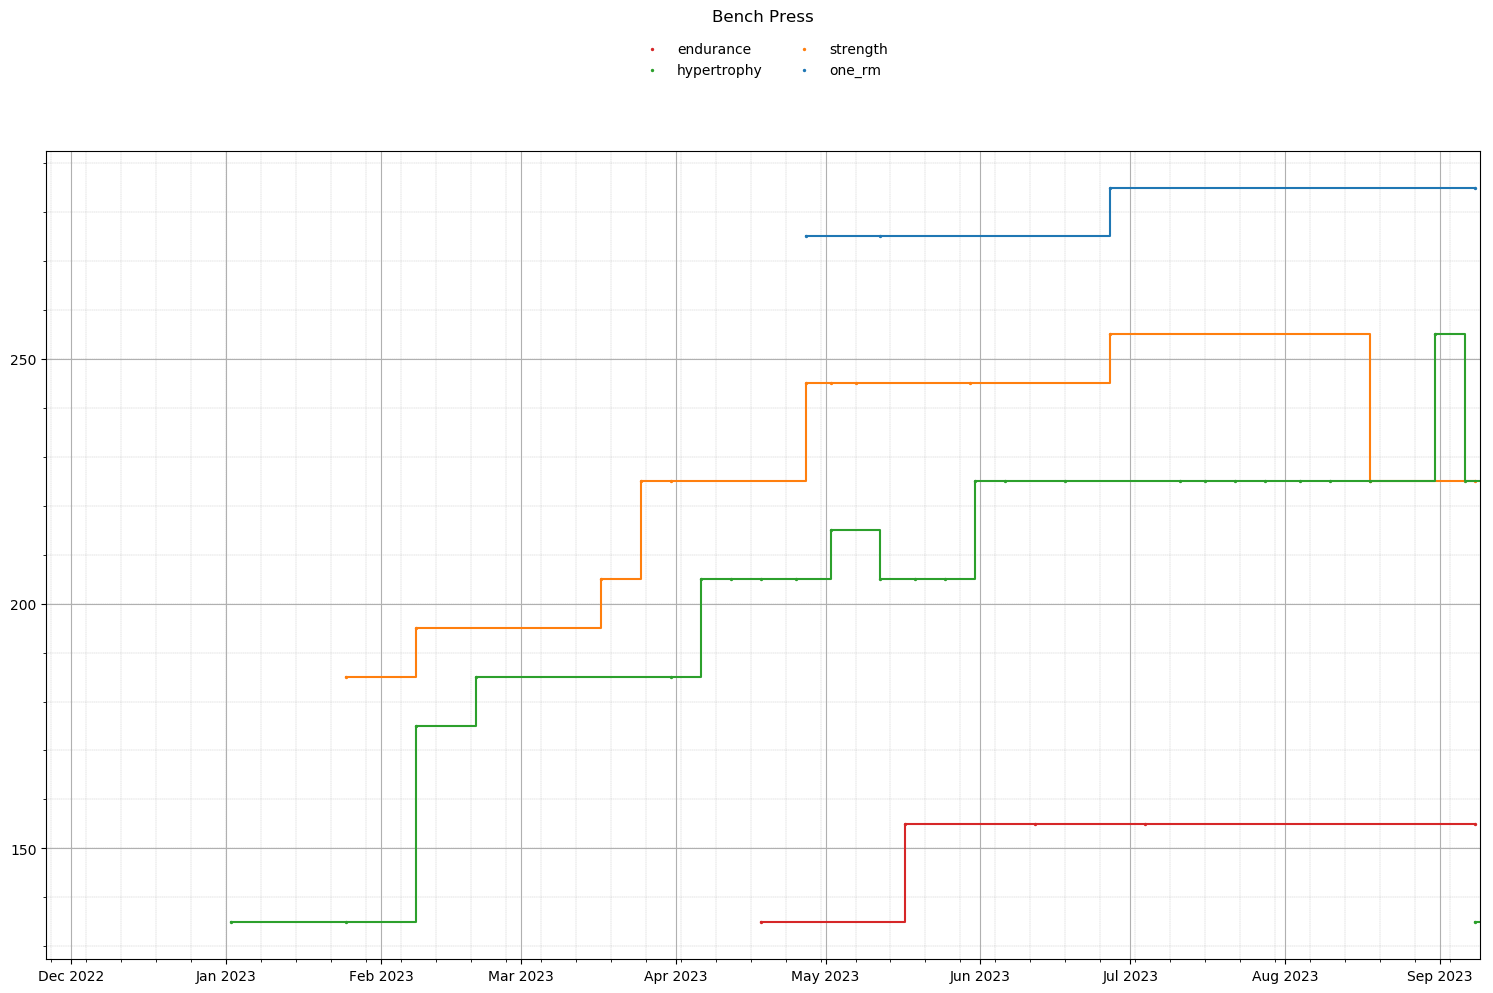 Bench Press
endurance strength
hypertrophy one_rm
250
200
150
Dec 2022 Jan 2023 Feb 2023 Mar 2023 Apr 2023 May 2023 Jun 2023 Jul 2023 Aug 2023 Sep 2023